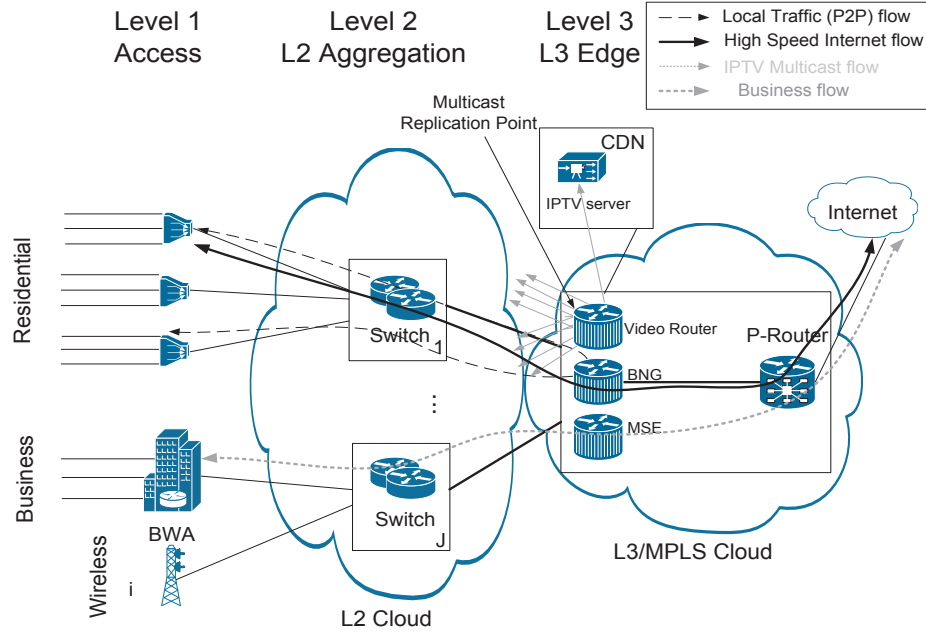 Level 1
Access
Level 2
L2 Aggregation
Level 3
L3 Edge
Local Traffic (P2P) flow
High Speed Internet flow
IPTV Multicast flow
Business flow
Multicast
Replication Point
CDN
IPTV server
Internet
Residential
Switch
1
Video Router
P-Router
BNG
...
MSE
Business
Switch
J
BWA
Wireless
i
L3/MPLS Cloud
L2 Cloud